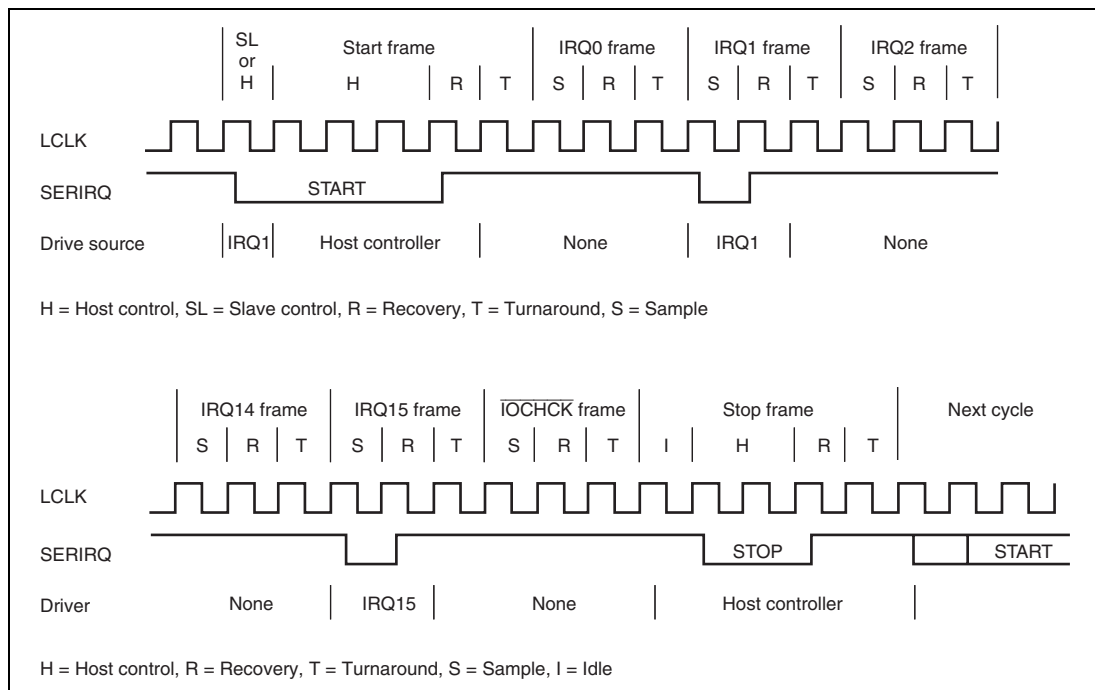 SL
or
H
Start frame
IRQ0 frame
IRQ1 frame
IRQ2 frame
H R T S R T S R T S R T
LCLK
SERIRQ
START
Drive source
IRQ1 Host controller None IRQ1 None
H = Host control, SL = Slave control, R = Recovery, T = Turnaround, S = Sample
IRQ14 frame IRQ15 frame IOCHCK frame Stop frame Next cycle
S R T S R T S R T I H R T
LCLK
SERIRQ
STOP START
Driver None IRQ15 None Host controller
H = Host control, R = Recovery, T = Turnaround, S = Sample, I = Idle